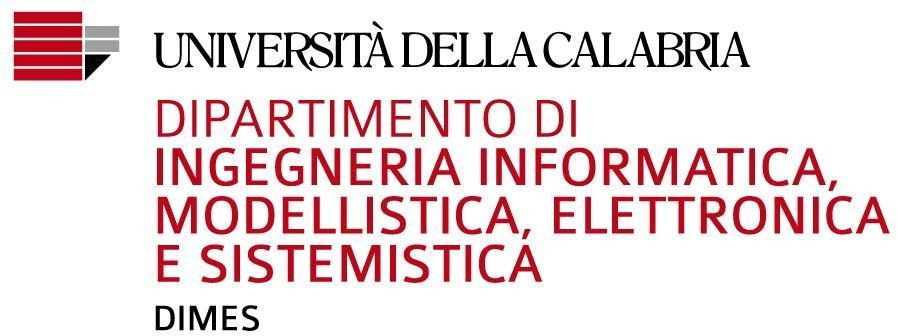 UNIVERSITÀ DELLA CALABRIA
DIPARTIMENTO DI
INGEGNERIA INFORMATICA,
MODELLISTICA, ELETTRONICA
E SISTEMISTICA
DIMES